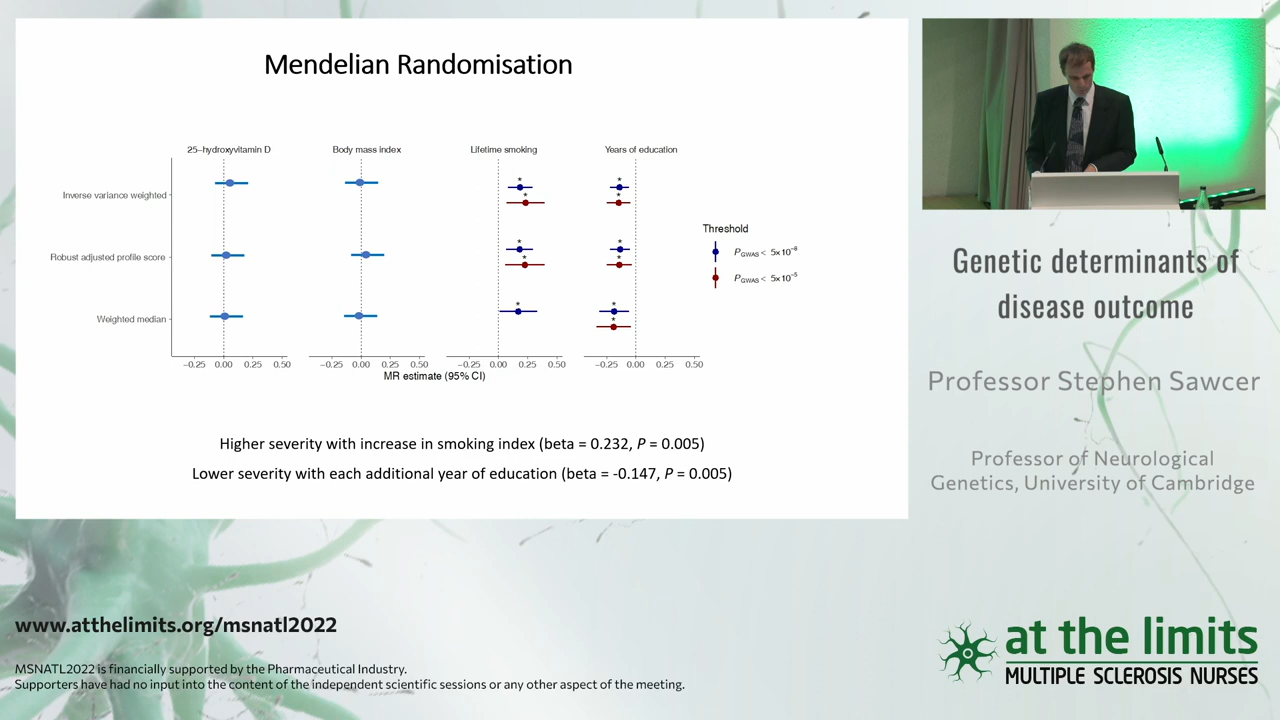 Mendelian Randomisation
25-hydroxyvitamin D
Body mass index
Lifetime smoking
Years of education
Inverse variance weighted
Robust adjusted profile score
Weighted median
-0.25 0.00 0.25 0.50
-0.25 0.00 0.25 0.50
-0.25 0.00 0.25 0.50
-0.25 0.00 0.25 0.50
MR estimate (95% CI)
Threshold
PGWAS < 5×10⁻⁸
PGWAS < 5×10⁻⁵
Higher severity with increase in smoking index (beta = 0.232, P = 0.005)
Lower severity with each additional year of education (beta = -0.147, P = 0.005)
Genetic determinants of
disease outcome
Professor Stephen Sawcer
Professor of Neurological
Genetics, University of Cambridge
www.atthelimits.org/msnatl2022
MSNATL2022 is financially supported by the Pharmaceutical Industry.
Supporters have had no input into the content of the independent scientific sessions or any other aspect of the meeting.
at the limits
MULTIPLE SCLEROSIS NURSES